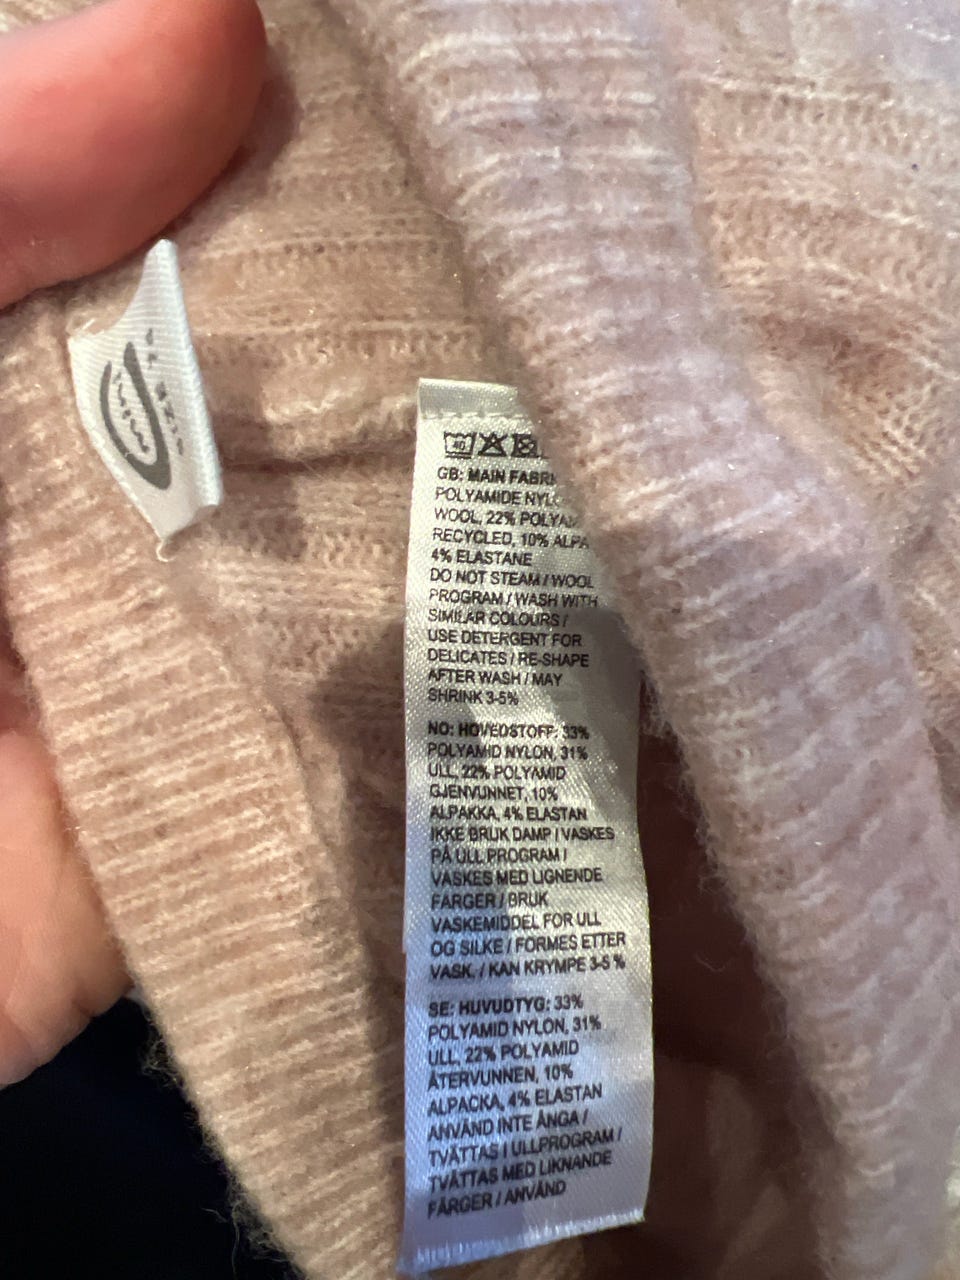 40
GB: MAIN FABRI
POLYAMIDE NYL
WOOL, 22% POLYA
RECYCLED, 10% ALPA
4% ELASTANE
DO NOT STEAM / WOOL
PROGRAM / WASH WITH
SIMILAR COLOURS /
USE DETERGENT FOR
DELICATES / RE-SHAPE
AFTER WASH / MAY
SHRINK 3-5%
NO: HOVEDSTOFF: 33%
POLYAMID NYLON, 31%
ULL, 22% POLYAMID
GJENVUNNET, 10%
ALPAKKA, 4% ELASTAN
IKKE BRUK DAMP / VASKES
PÅ ULL PROGRAM /
VASKES MED LIGNENDE
FARGER / BRUK
VASKEMIDDEL FOR ULL
OG SILKE / FORMES ETTER
VASK. / KAN KRYMPE 3-5 %
SE: HUVUDTYG: 33%
POLYAMID NYLON, 31%
ULL, 22% POLYAMID
ÅTERVUNNEN, 10%
ALPACKA, 4% ELASTAN
ANVÄND INTE ÅNGA /
TVÄTTAS I ULLPROGRAM /
TVÄTTAS MED LIKNANDE
FÄRGER / ANVÄND